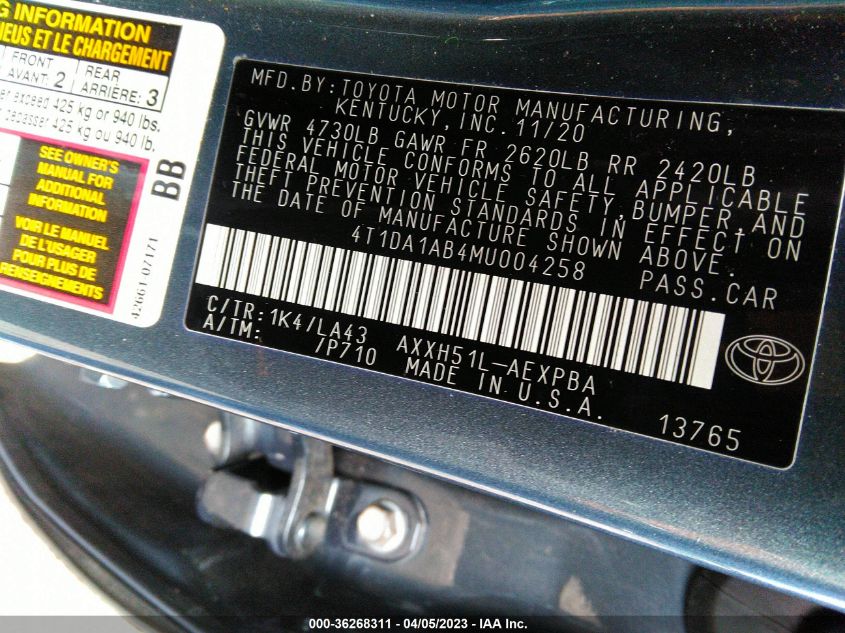 G INFORMATION
NEUS ET LE CHARGEMENT
FRONT
AVANT: 2
REAR
ARRIÈRE: 3
exceed 425 kg or 940 lbs.
dépasser 425 kg ou 940 lb.
SEE OWNER'S
MANUAL FOR
ADDITIONAL
INFORMATION
VOIR LE MANUEL
DE L'USAGER
POUR PLUS DE
RENSEIGNEMENTS
BB
42661-07171
MFD. BY: TOYOTA MOTOR MANUFACTURING,
KENTUCKY, INC. 11/20
GVWR 4730LB GAWR FR 2620LB RR 2420LB
THIS VEHICLE CONFORMS TO ALL APPLICABLE
FEDERAL MOTOR VEHICLE SAFETY, BUMPER, AND
THEFT PREVENTION STANDARDS IN EFFECT ON
THE DATE OF MANUFACTURE SHOWN ABOVE.
4T1DA1AB4MU004258 PASS. CAR
C/TR: 1K4/LA43 AXXH51L-AEXPBA
A/TM: /P710 MADE IN U.S.A.
13765
000-36268311 - 04/05/2023 - IAA Inc.